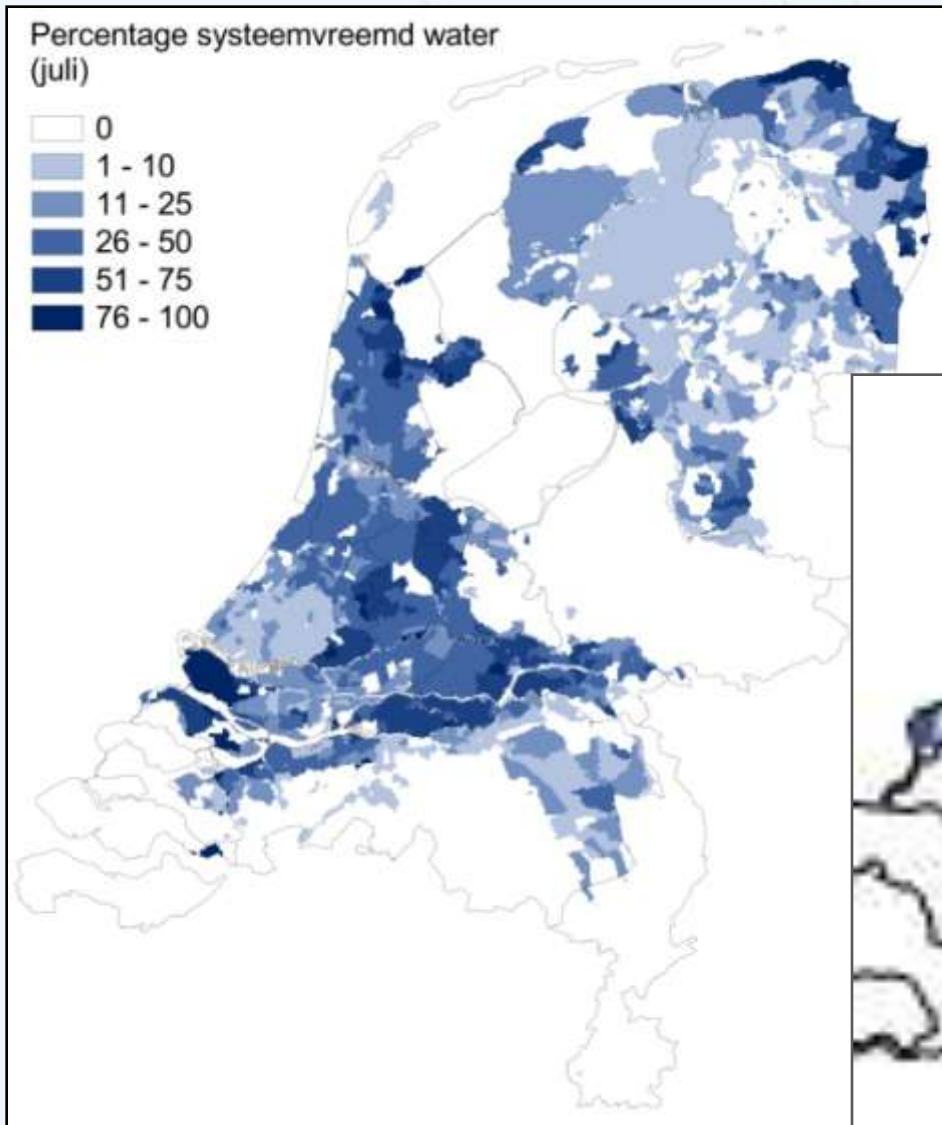 Percentage systeemvreemd water
(juli)
0
1 - 10
11 - 25
26 - 50
51 - 75
76 - 100